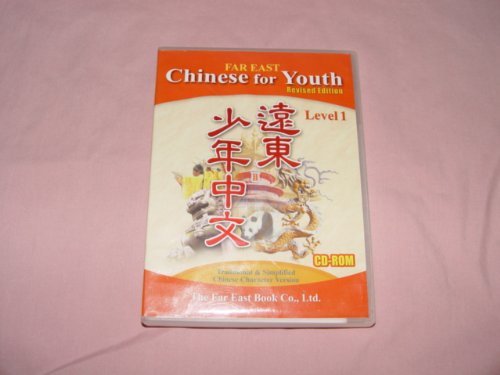 FAR EAST
Chinese for Youth
Revised Edition
Level 1
遠東
少年中文
CD-ROM
Traditional & Simplified
Chinese Character Version
The Far East Book Co., Ltd.